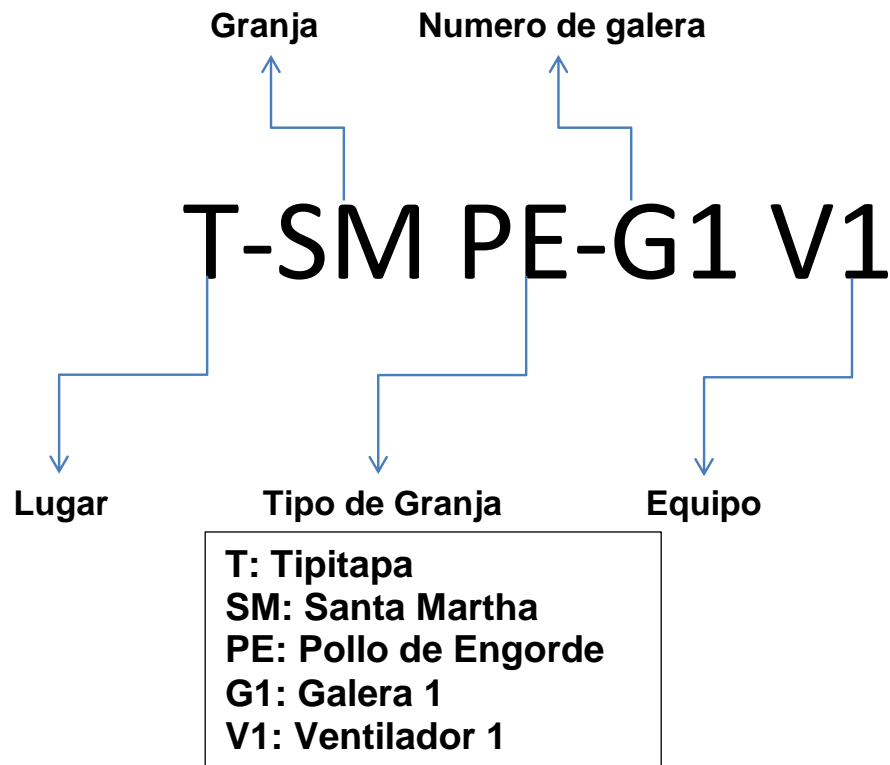 Granja Numero de galera
T-SM PE-G1 V1
Lugar Tipo de Granja Equipo
T: Tipitapa
SM: Santa Martha
PE: Pollo de Engorde
G1: Galera 1
V1: Ventilador 1